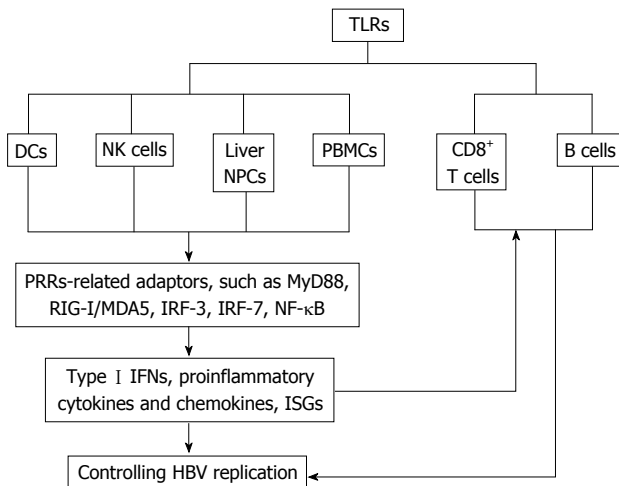 TLRs
DCs
NK cells
Liver
NPCs
PBMCs
CD8⁺
T cells
B cells
PRRs-related adaptors, such as MyD88,
RIG-I/MDA5, IRF-3, IRF-7, NF-κB
Type Ⅰ IFNs, proinflammatory
cytokines and chemokines, ISGs
Controlling HBV replication